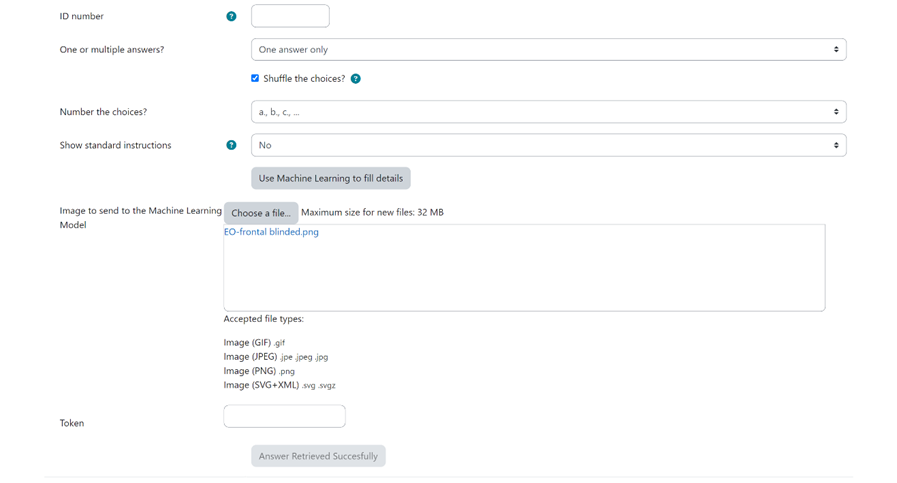 ID number
One or multiple answers?
One answer only
Shuffle the choices?
Number the choices?
a., b., c., ...
Show standard instructions
No
Use Machine Learning to fill details
Image to send to the Machine Learning
Model
Choose a file...
Maximum size for new files: 32 MB
EO-frontal blinded.png
Accepted file types:
Image (GIF) .gif
Image (JPEG) .jpe .jpeg .jpg
Image (PNG) .png
Image (SVG+XML) .svg .svgz
Token
Answer Retrieved Succesfully